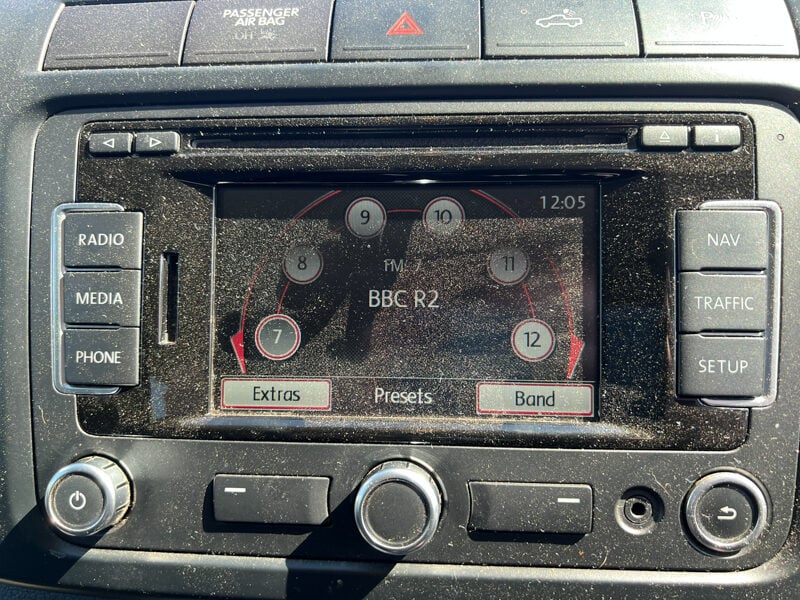 PASSENGER
AIR BAG
OFF
RADIO
MEDIA
PHONE
12:05
9
10
8
11
FM: 7
BBC R2
7
12
Extras
Presets
Band
NAV
TRAFFIC
SETUP